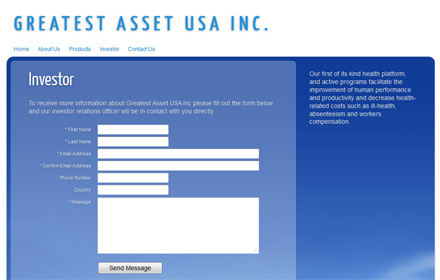 GREATEST ASSET USA INC.
Home About Us Products Investor Contact Us
Investor
To receive more information about Greatest Asset USA Inc please fill out the form below
and our investor relations officer will be in contact with you directly.
* First Name
* Last Name
* Email Address
* Confirm Email Address
Phone Number
Country
* Message
Send Message
Our first of its kind health platform,
and active programs facilitate the
improvement of human performance
and productivity and decrease health-
related costs such as ill-health,
absenteeism and workers
compensation